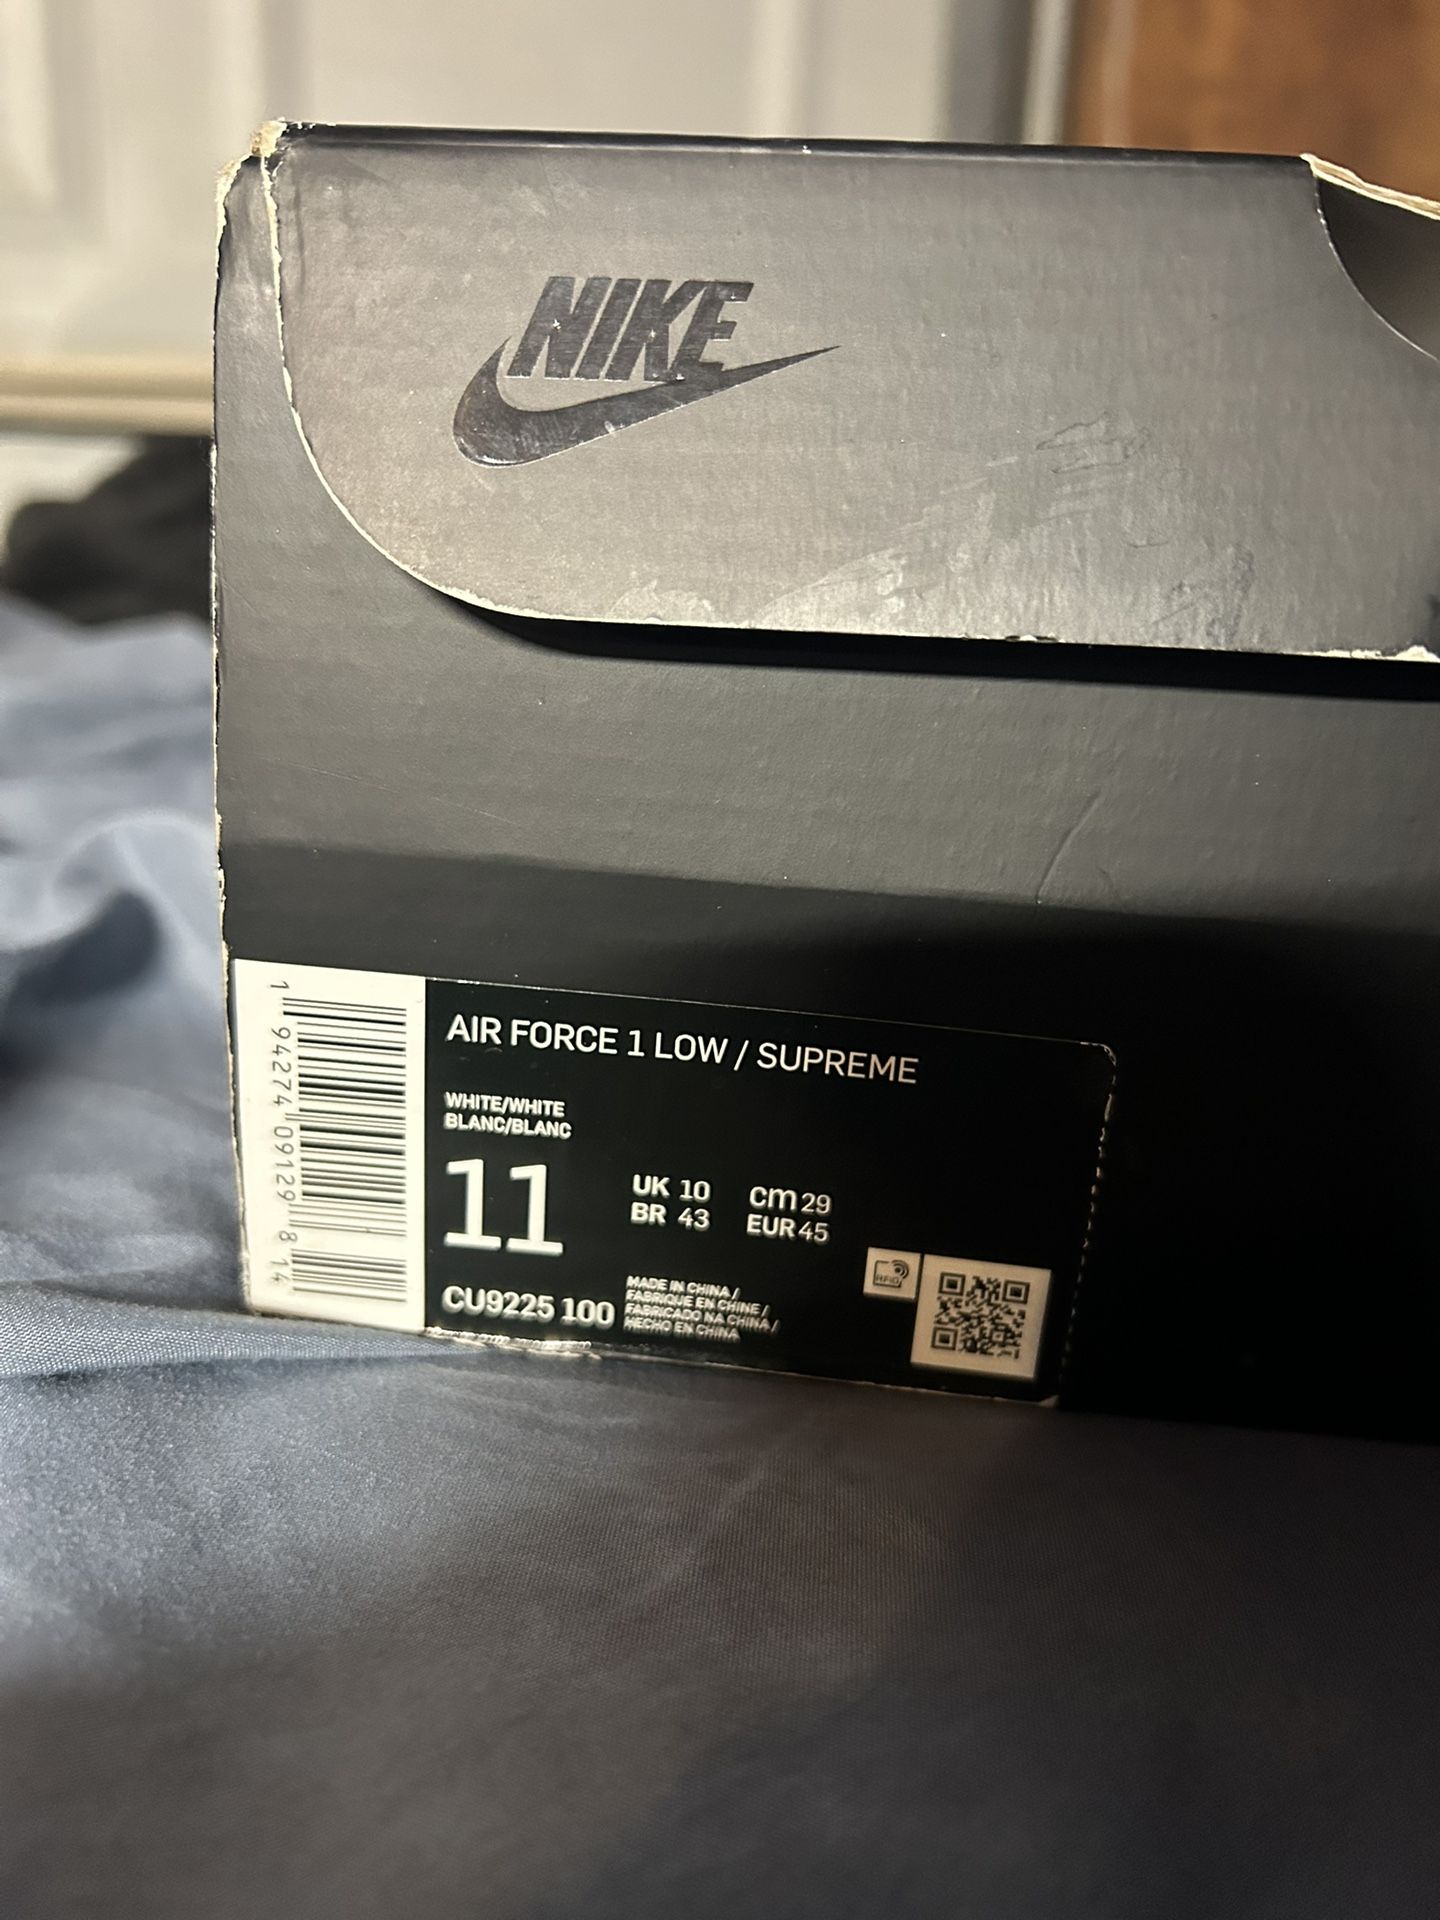 NIKE
1 94274 09129 8 14
AIR FORCE 1 LOW / SUPREME
WHITE/WHITE
BLANC/BLANC
11
UK 10 cm 29
BR 43 EUR 45
CU9225 100
MADE IN CHINA /
FABRIQUE EN CHINE /
FABRICADO NA CHINA /
HECHO EN CHINA
RFID